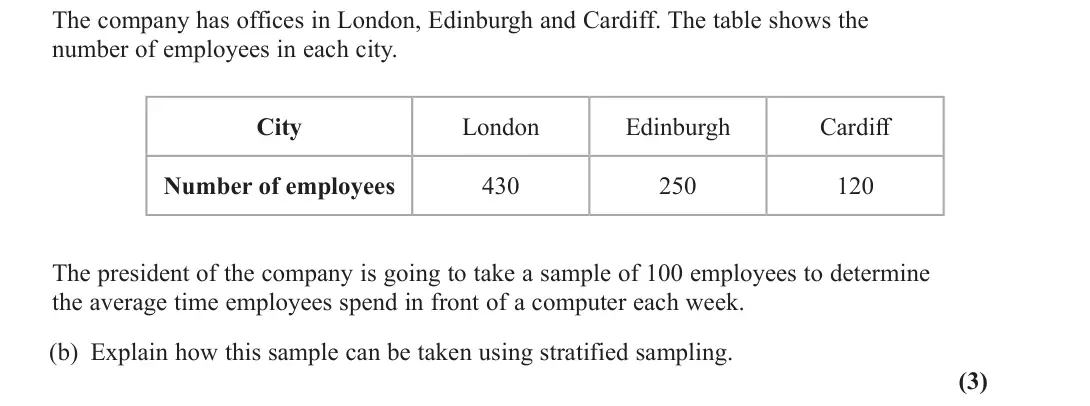 The company has offices in London, Edinburgh and Cardiff. The table shows the
number of employees in each city.
City London Edinburgh Cardiff
Number of employees 430 250 120
The president of the company is going to take a sample of 100 employees to determine
the average time employees spend in front of a computer each week.
(b) Explain how this sample can be taken using stratified sampling.
(3)